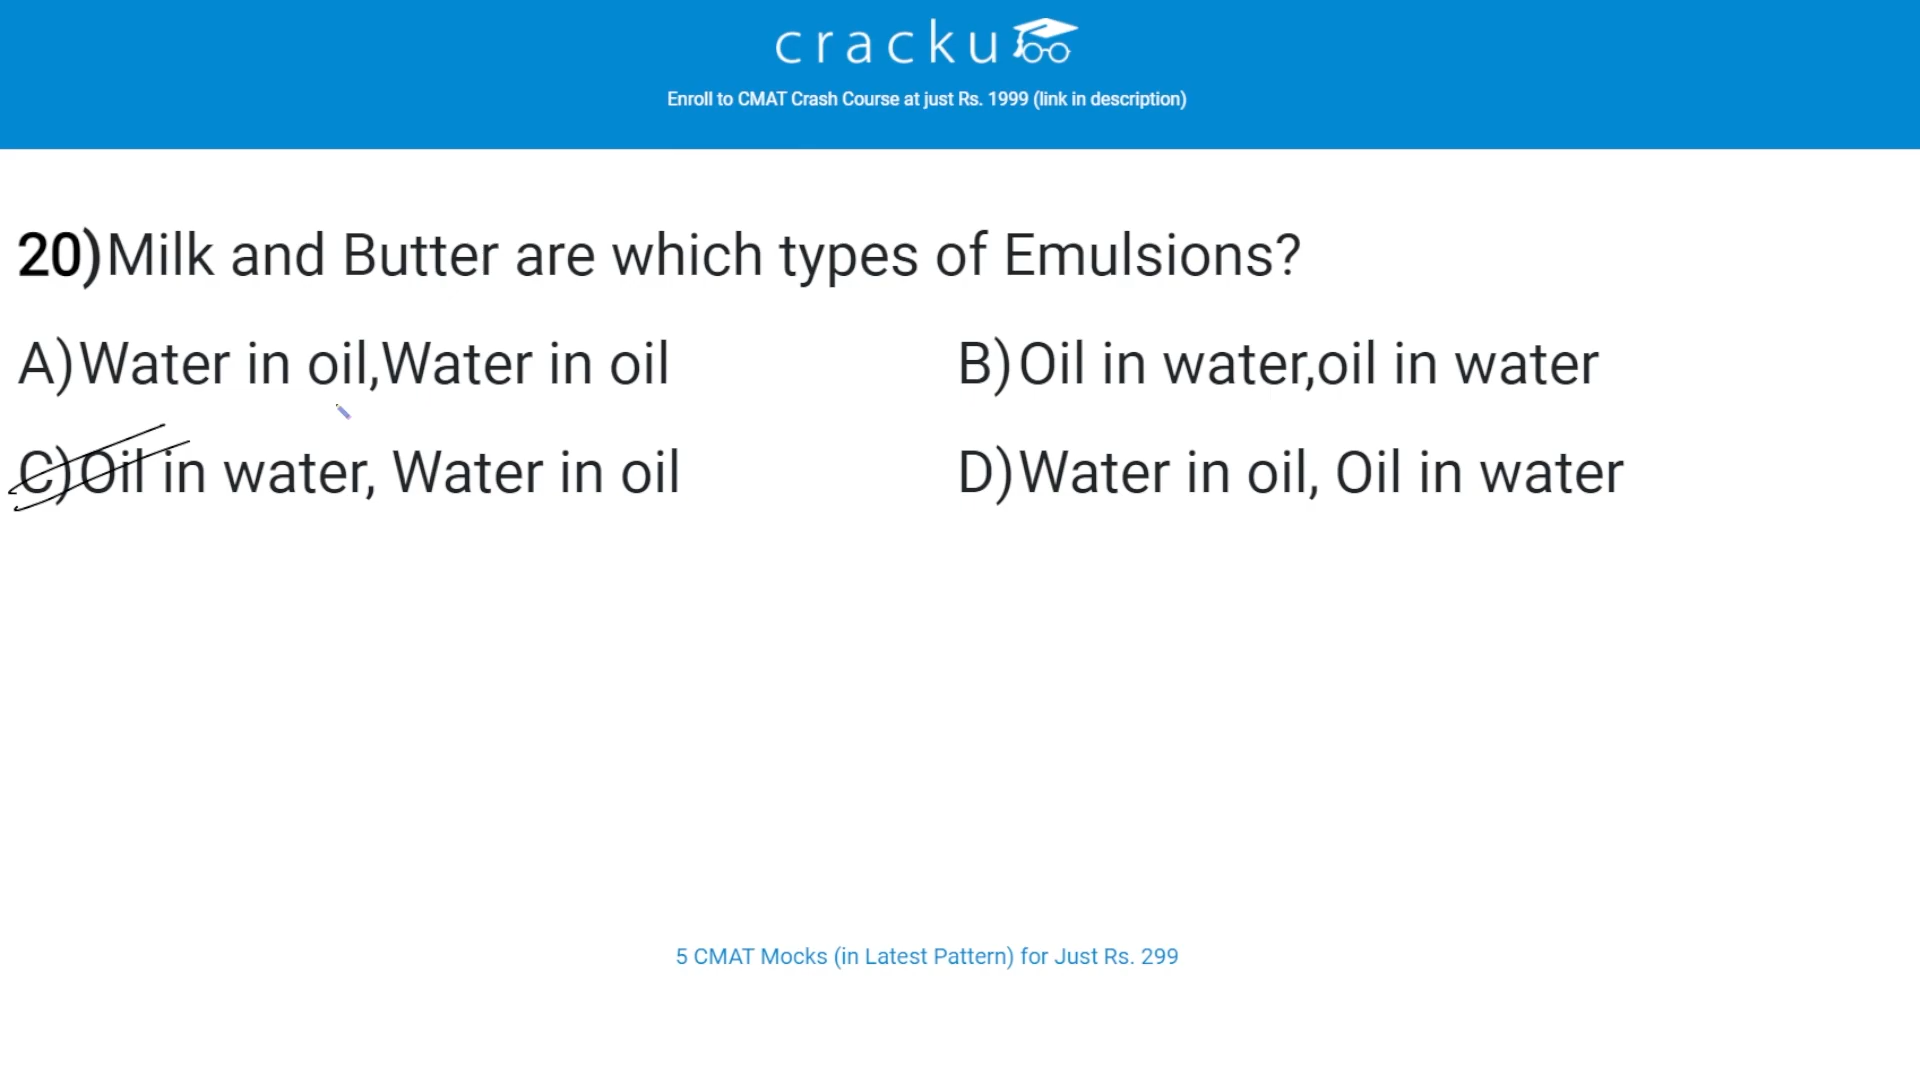 cracku
Enroll to CMAT Crash Course at just Rs. 1999 (link in description)
20)Milk and Butter are which types of Emulsions?
A)Water in oil,Water in oil
B)Oil in water,oil in water
C)Oil in water, Water in oil
D)Water in oil, Oil in water
5 CMAT Mocks (in Latest Pattern) for Just Rs. 299